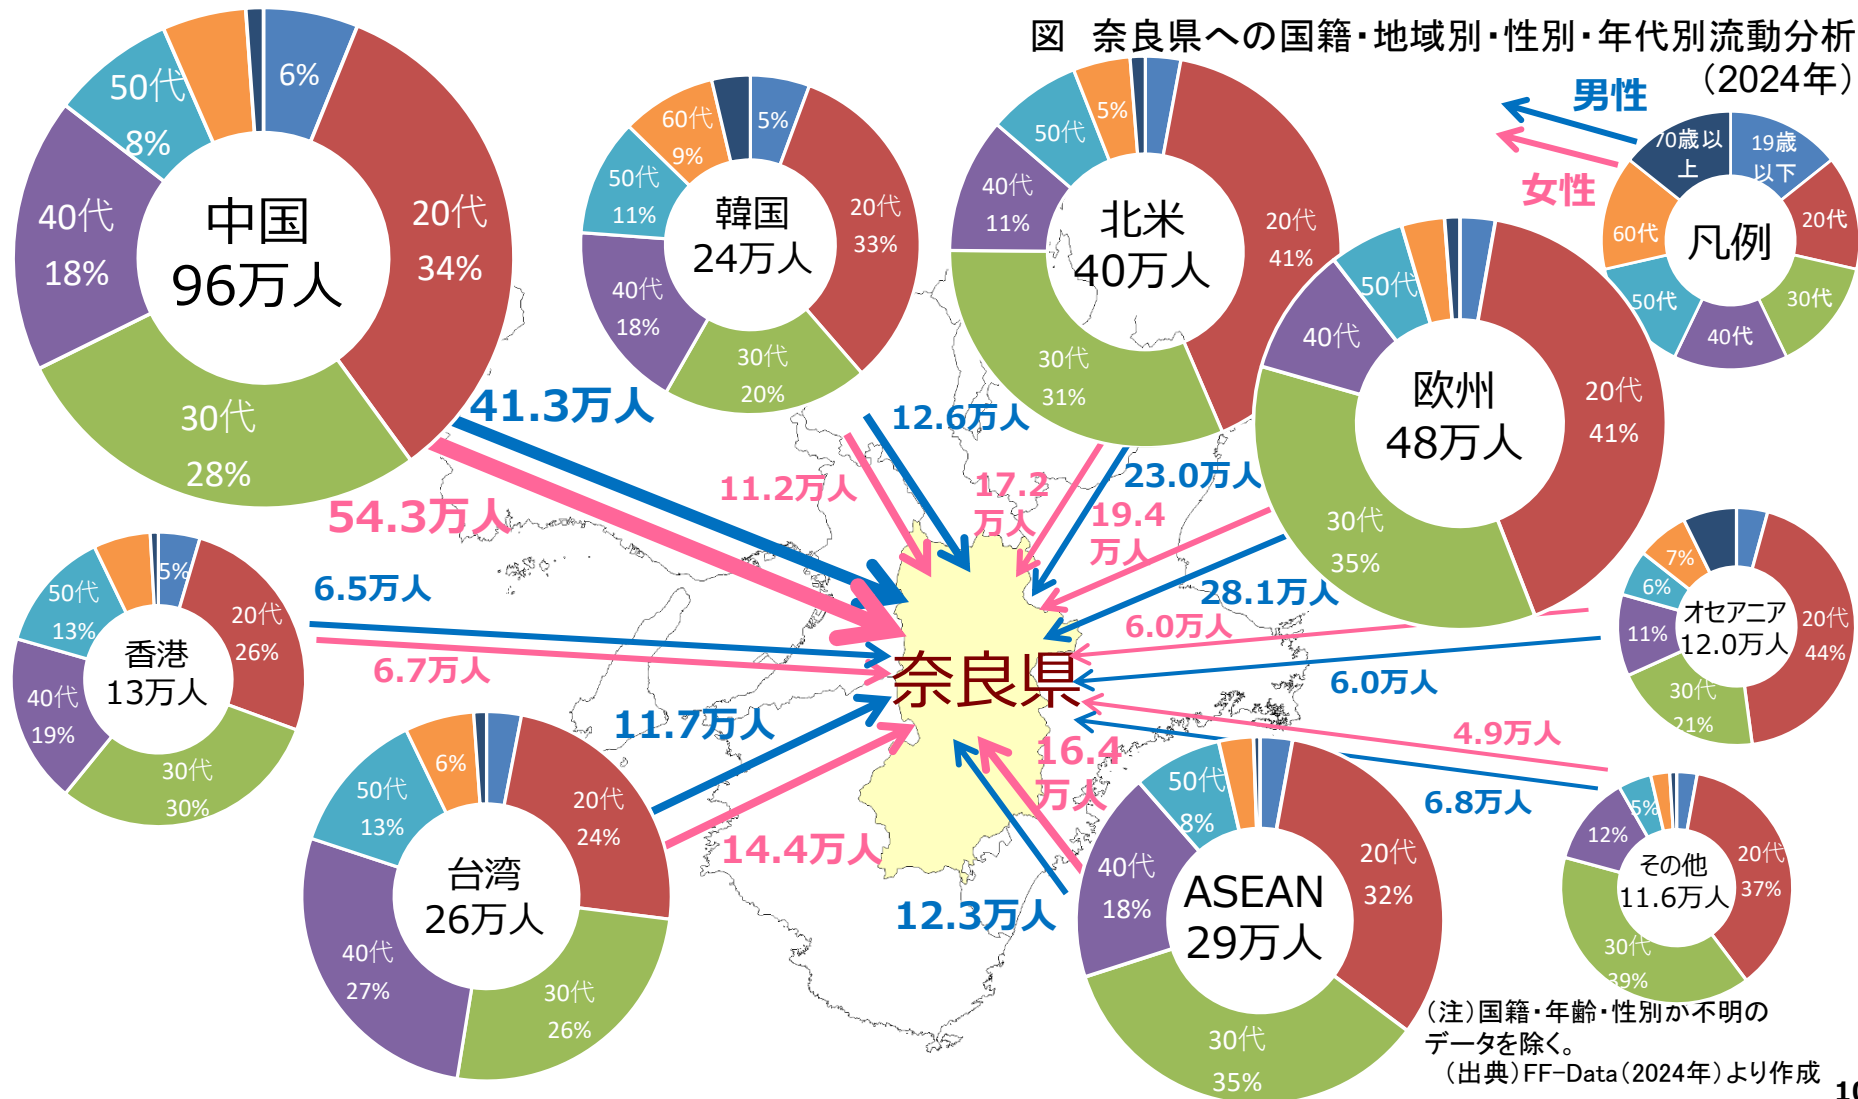 図　奈良県への国籍・地域別・性別・年代別流動分析
（2024年）
男性
女性
凡例
19歳
以下
20代
30代
40代
50代
60代
70歳以
上
中国
96万人
6%
20代
34%
30代
28%
40代
18%
50代
8%
韓国
24万人
5%
20代
33%
30代
20%
40代
18%
50代
11%
60代
9%
北米
40万人
20代
41%
30代
31%
40代
11%
50代
5%
欧州
48万人
20代
41%
30代
35%
40代
50代
41.3万人
54.3万人
12.6万人
11.2万人
17.2
万人
23.0万人
19.4
万人
28.1万人
6.5万人
6.7万人
6.0万人
6.0万人
奈良県
11.7万人
14.4万人
16.4
万人
12.3万人
4.9万人
6.8万人
香港
13万人
5%
20代
26%
30代
30%
40代
19%
50代
13%
オセアニア
12.0万人
20代
44%
30代
21%
11%
6%
7%
台湾
26万人
20代
24%
30代
26%
40代
27%
50代
13%
6%
ASEAN
29万人
20代
32%
30代
35%
40代
18%
50代
8%
その他
11.6万人
20代
37%
30代
39%
12%
5%
（注）国籍・年齢・性別が不明の
データを除く。
（出典）FF-Data（2024年）より作成